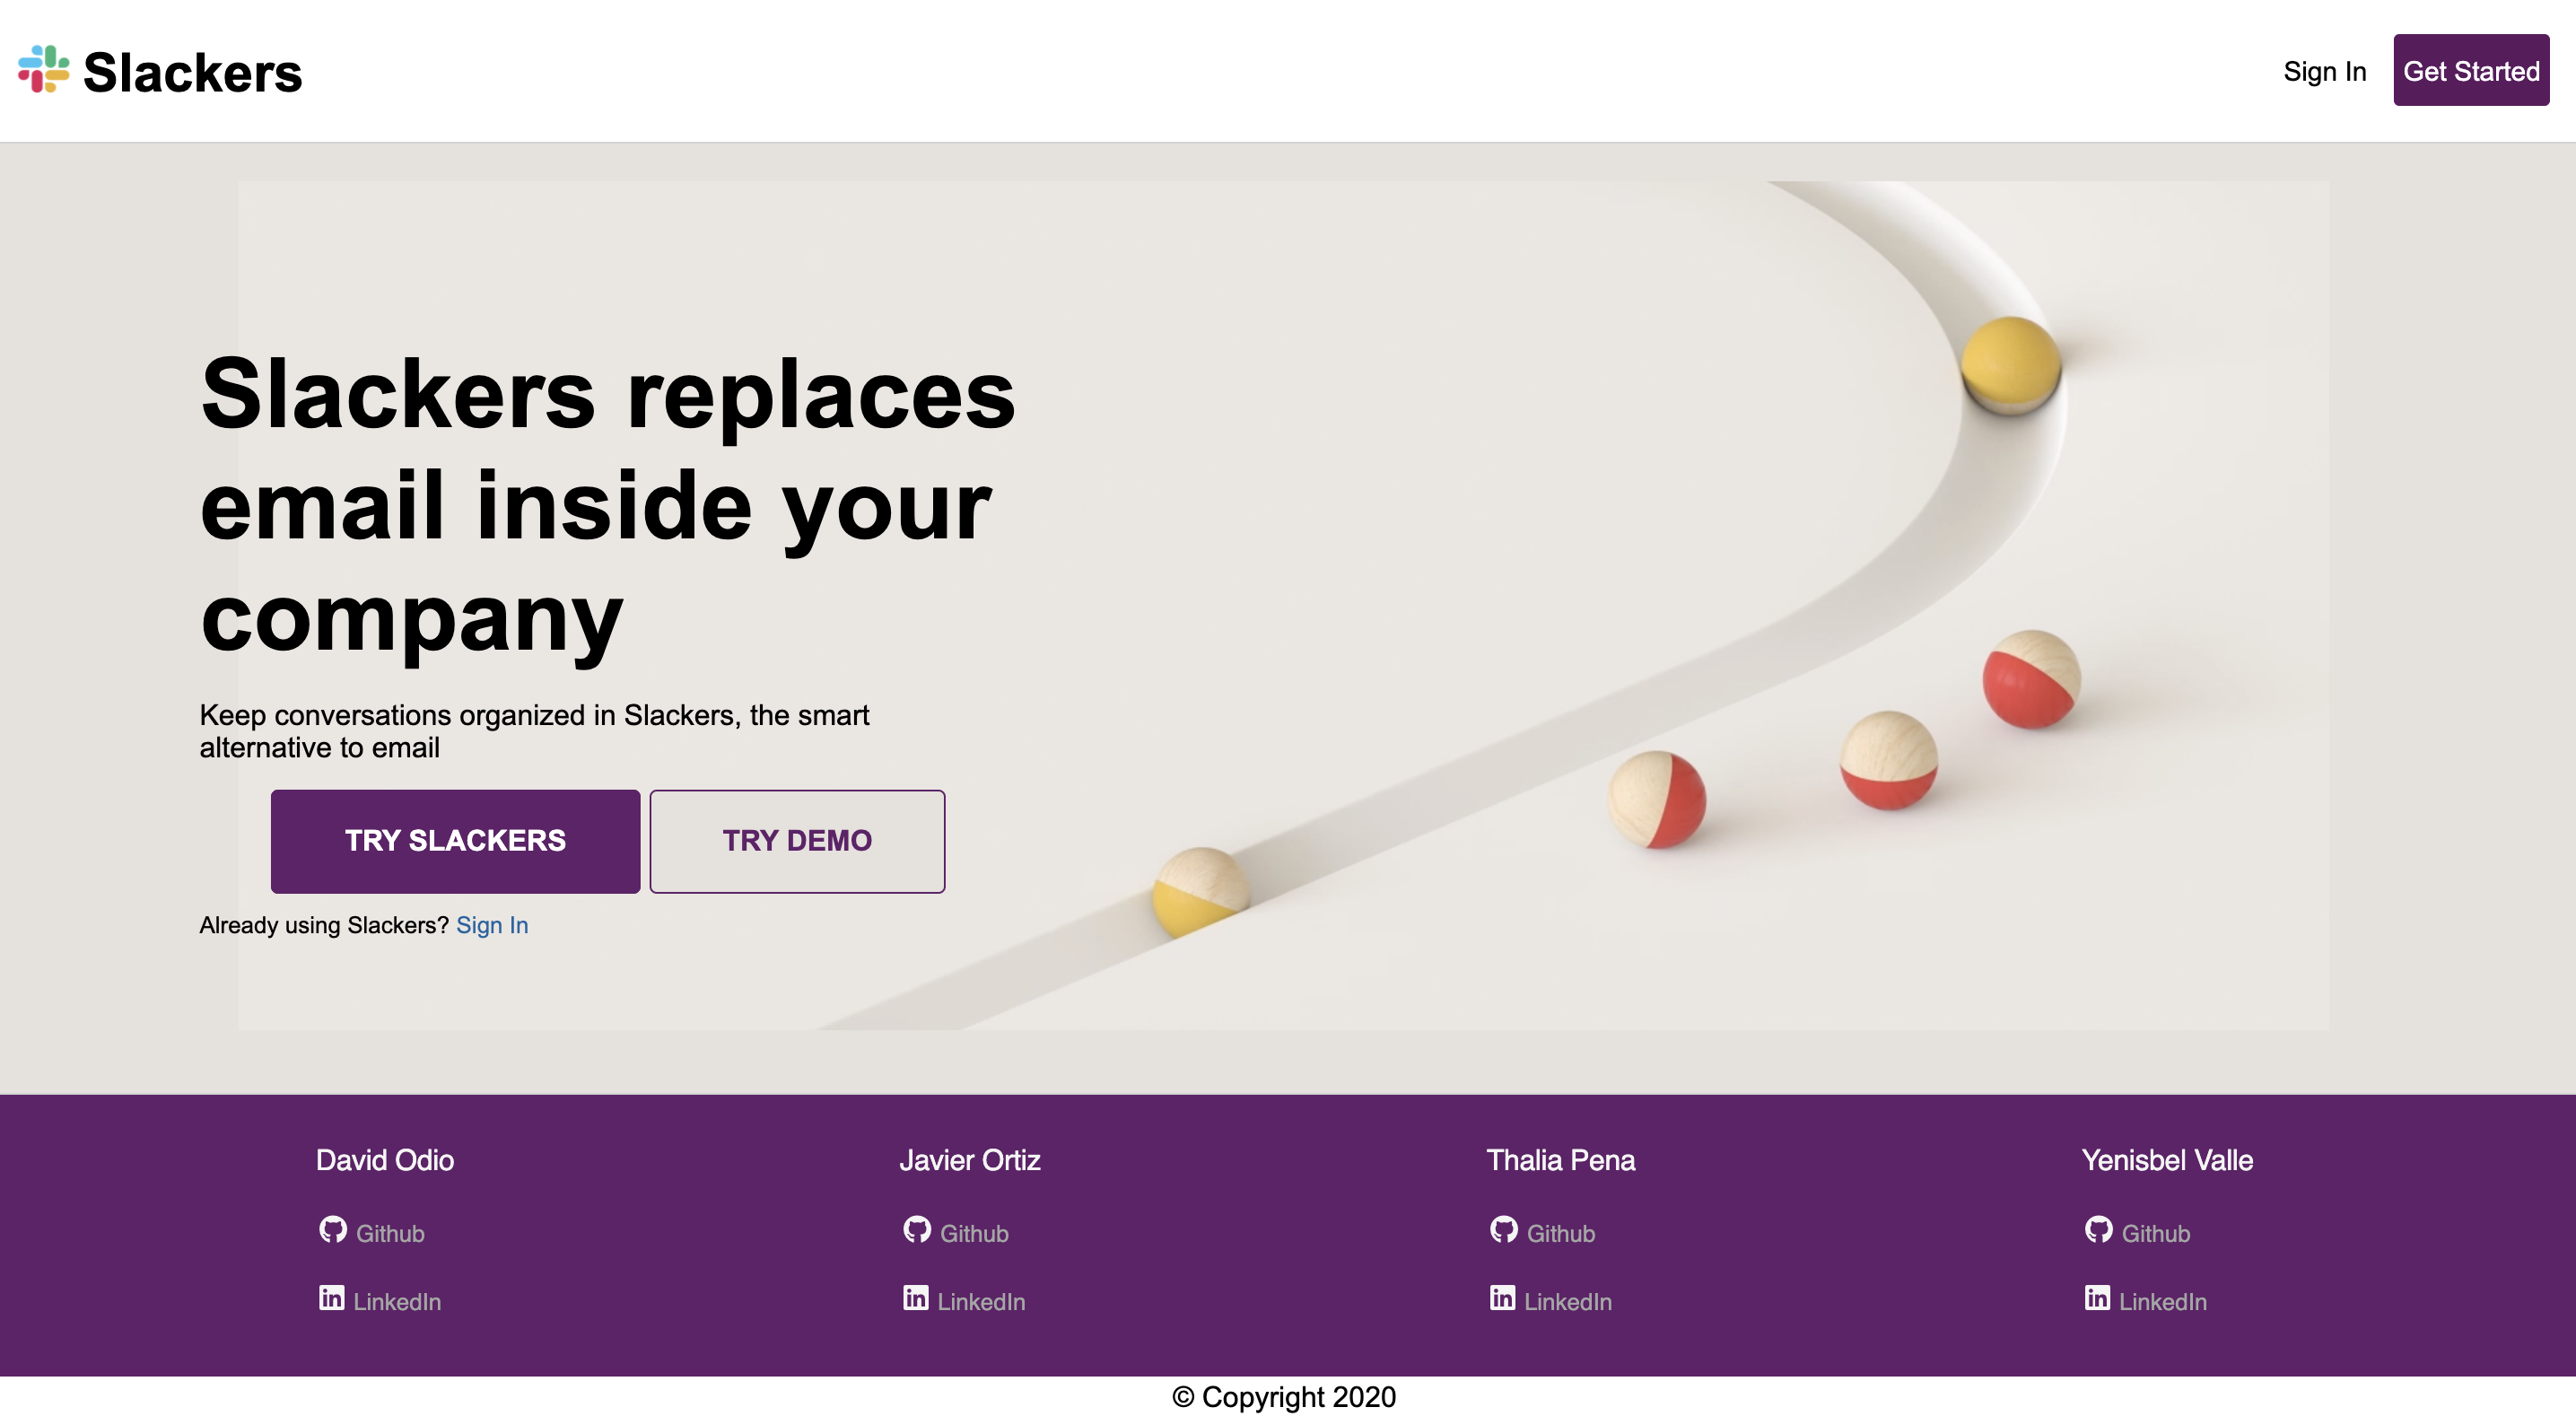 Slackers
Sign In
Get Started
Slackers replaces
email inside your
company
Keep conversations organized in Slackers, the smart
alternative to email
TRY SLACKERS
TRY DEMO
Already using Slackers? Sign In
David Odio
Github
LinkedIn
Javier Ortiz
Github
LinkedIn
Thalia Pena
Github
LinkedIn
Yenisbel Valle
Github
LinkedIn
© Copyright 2020